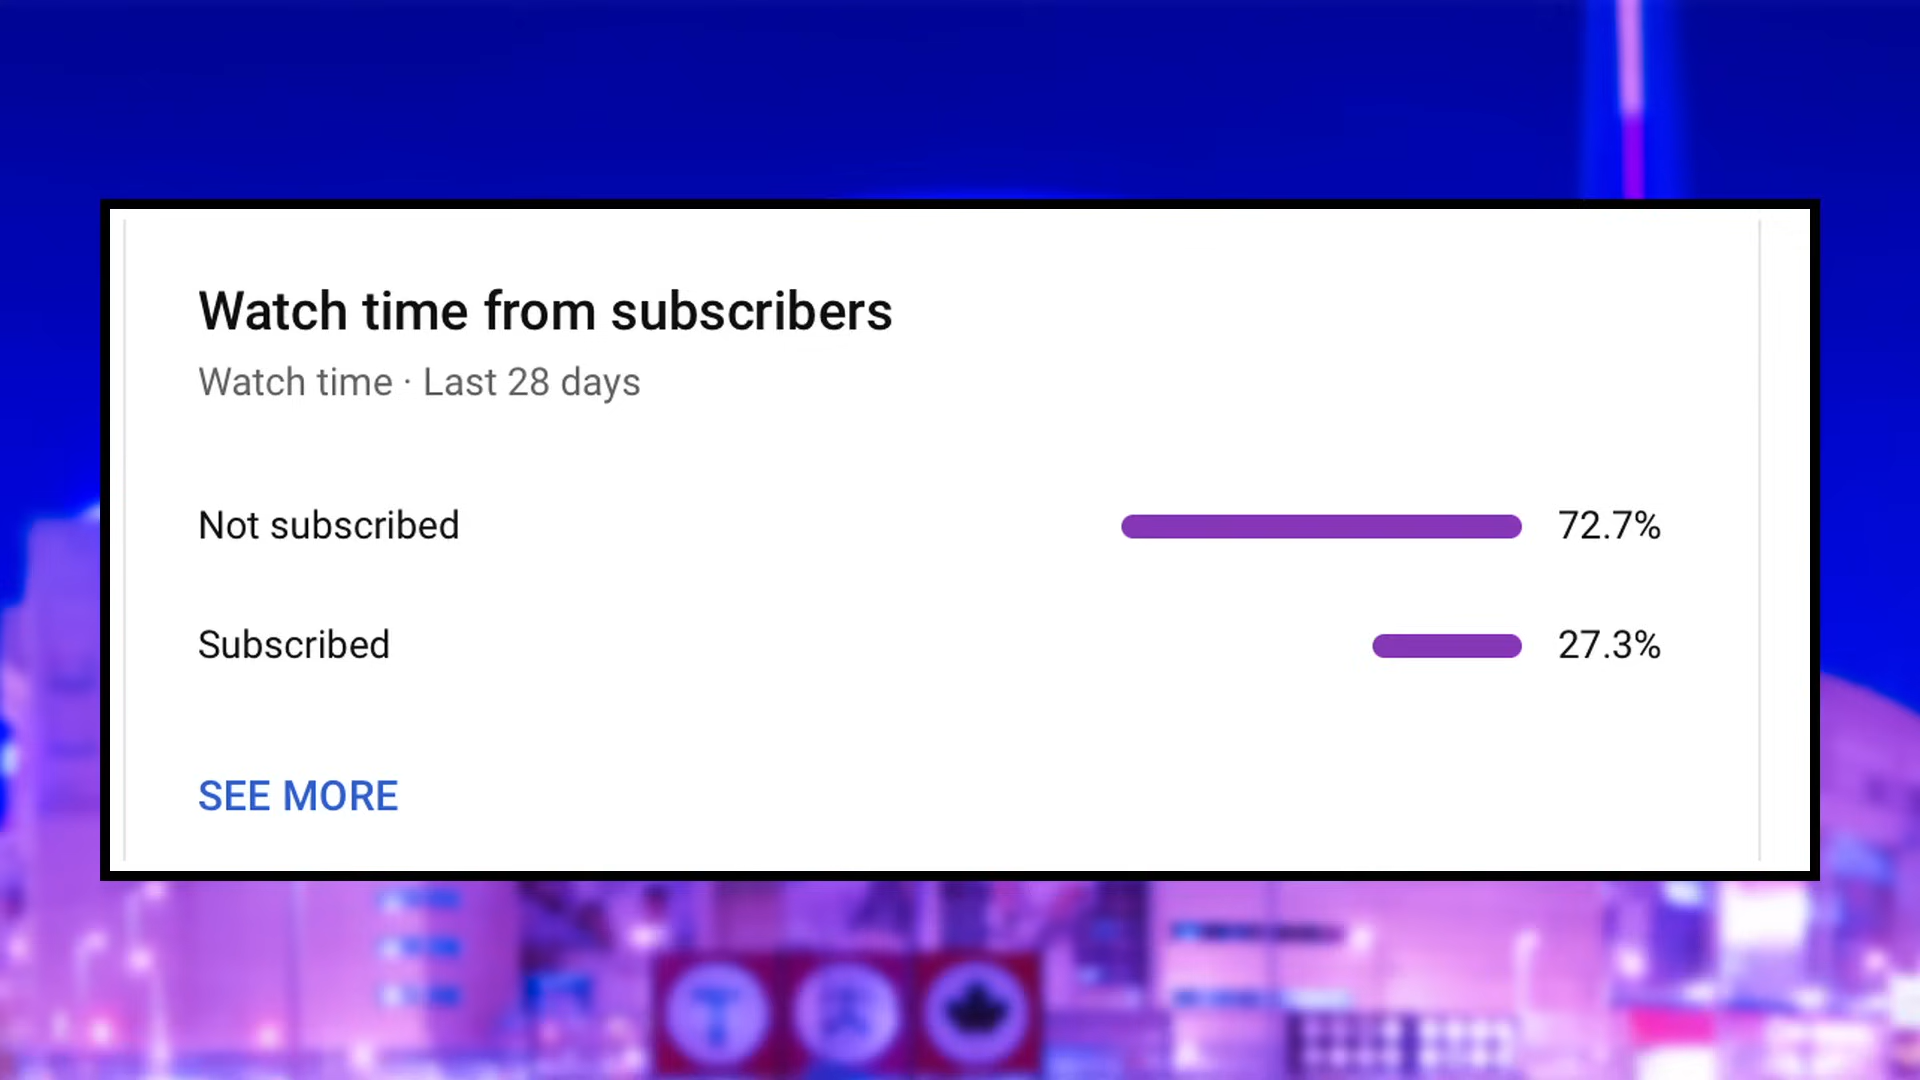 Watch time from subscribers
Watch time · Last 28 days
Not subscribed 72.7%
Subscribed 27.3%
SEE MORE